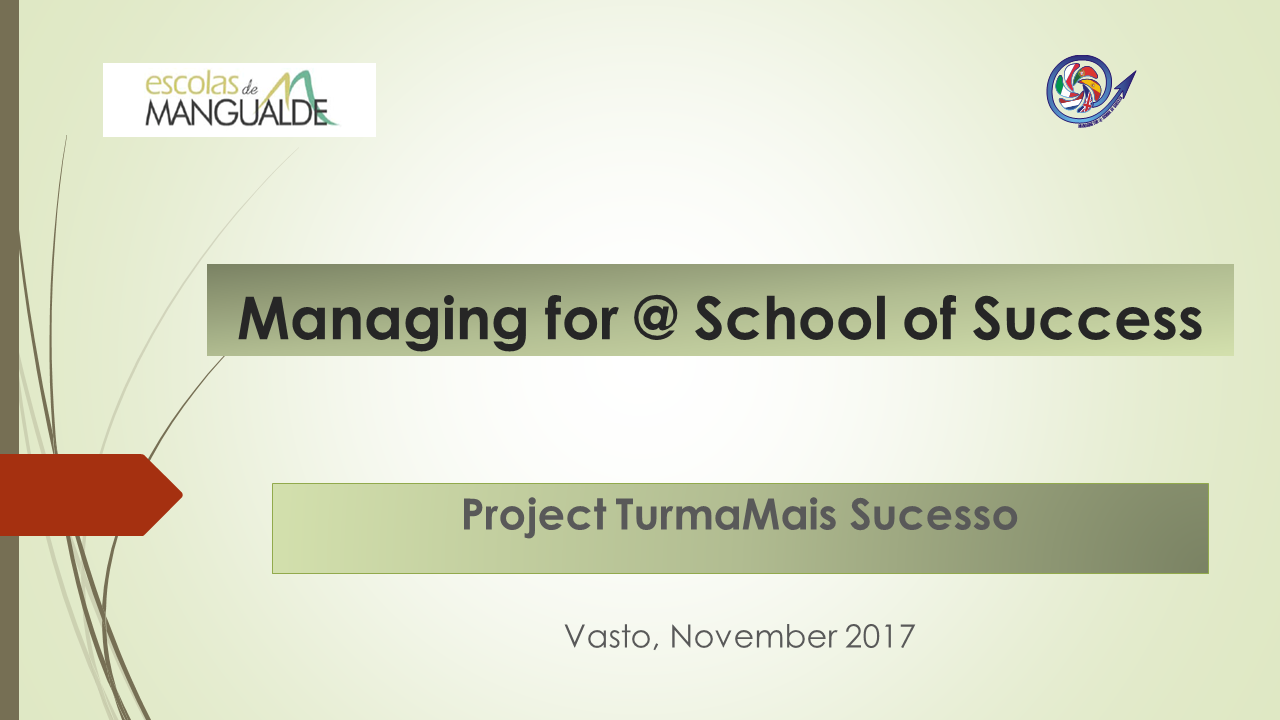 escolas de
MANGUALDE
Managing for @ School of Success
Project TurmaMais Sucesso
Vasto, November 2017